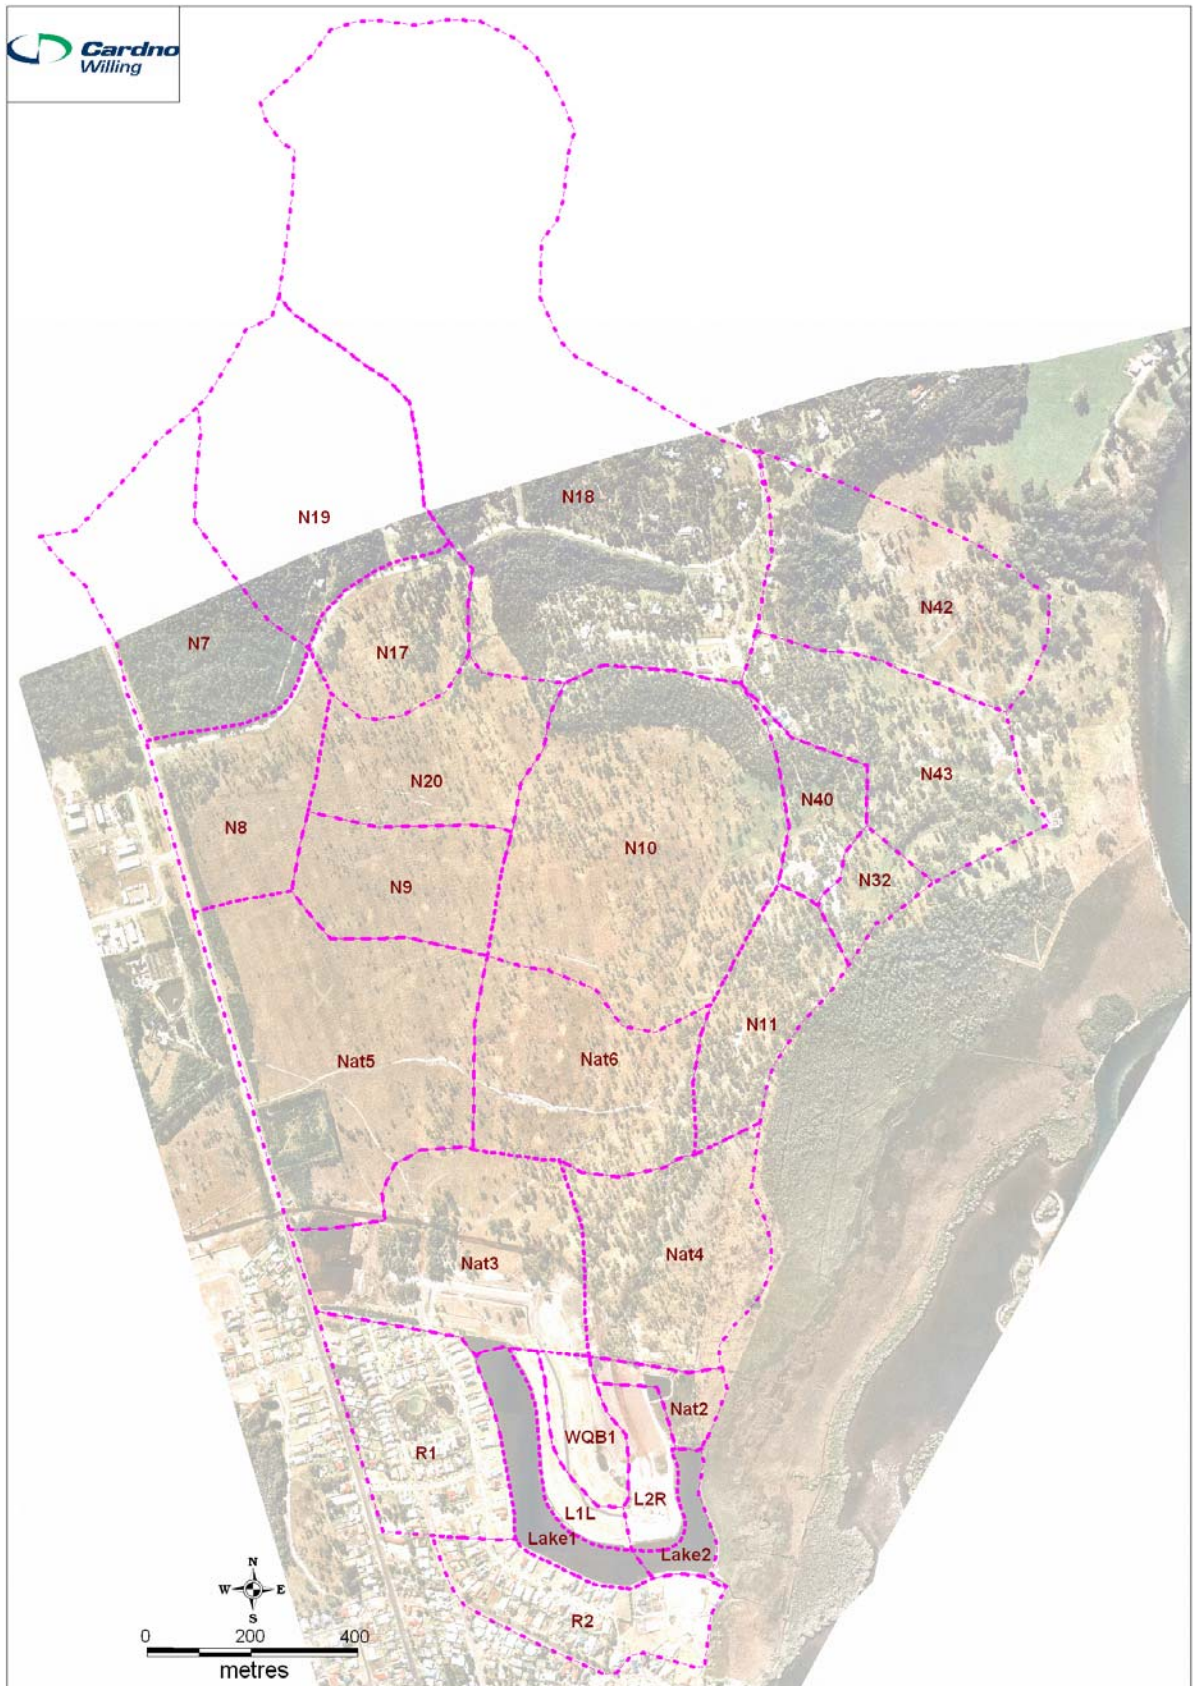 Cardno
Willing
N18
N19
N42
N7
N17
N43
N20
N40
N8
N10
N9
N32
N11
Nat5
Nat6
Nat4
Nat3
Nat2
WQB1
R1
L2R
L1L
Lake1
Lake2
N
W E
S
R2
0 200 400
metres